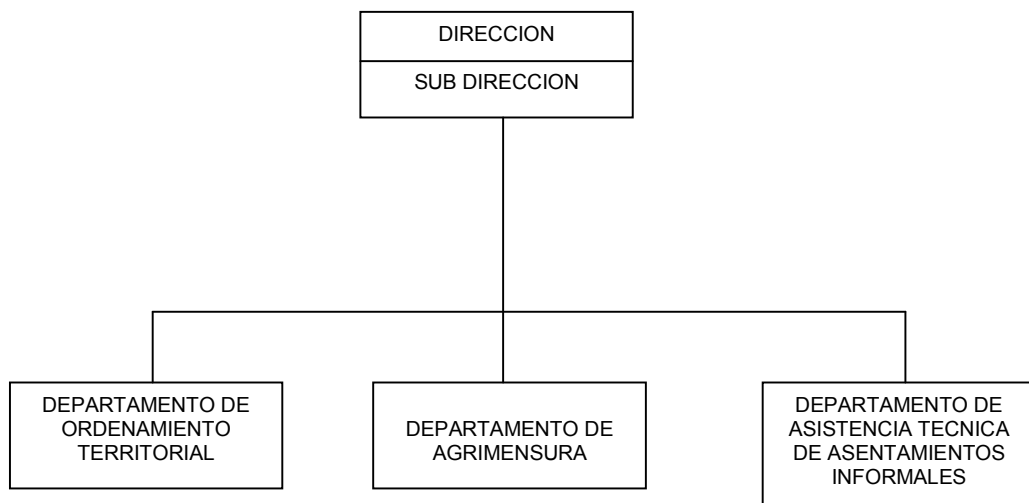 DIRECCION
SUB DIRECCION
DEPARTAMENTO DE
ORDENAMIENTO
TERRITORIAL
DEPARTAMENTO DE
AGRIMENSURA
DEPARTAMENTO DE
ASISTENCIA TECNICA
DE ASENTAMIENTOS
INFORMALES